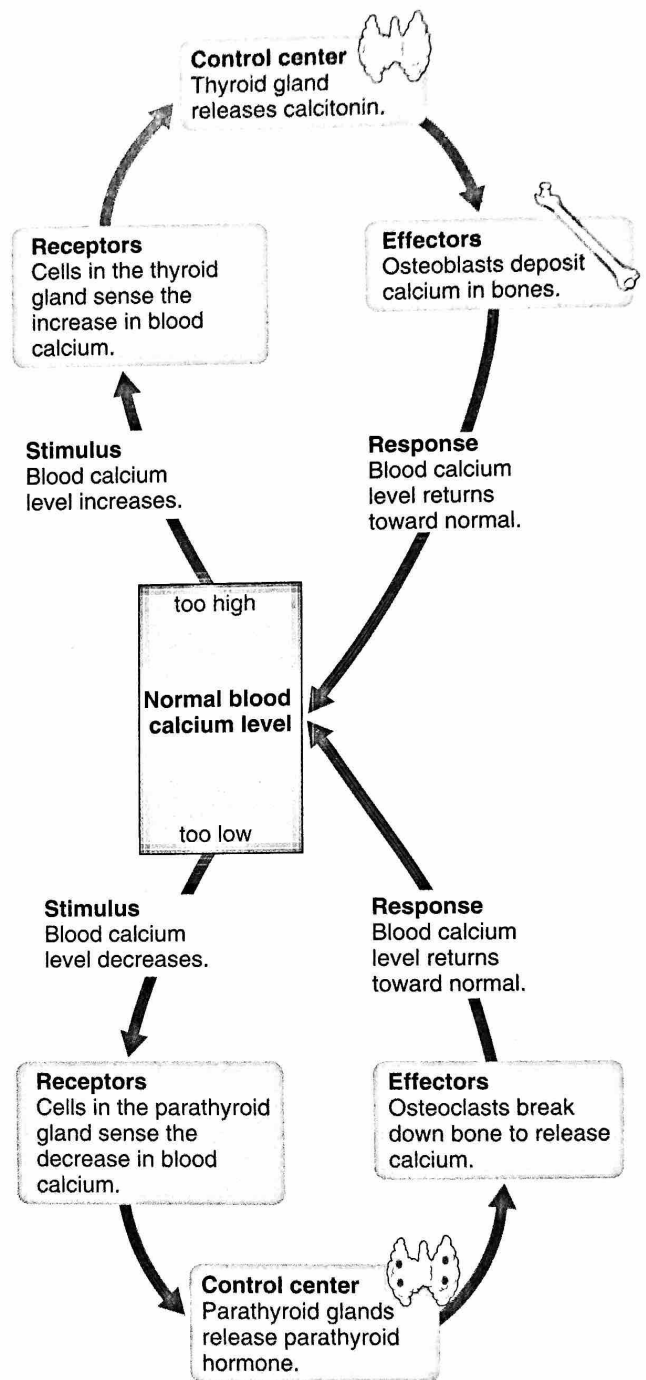 Control center
Thyroid gland
releases calcitonin.
Receptors
Cells in the thyroid
gland sense the
increase in blood
calcium.
Effectors
Osteoblasts deposit
calcium in bones.
Stimulus
Blood calcium
level increases.
Response
Blood calcium
level returns
toward normal.
too high
Normal blood
calcium level
too low
Stimulus
Blood calcium
level decreases.
Response
Blood calcium
level returns
toward normal.
Receptors
Cells in the parathyroid
gland sense the
decrease in blood
calcium.
Effectors
Osteoclasts break
down bone to release
calcium.
Control center
Parathyroid glands
release parathyroid
hormone.